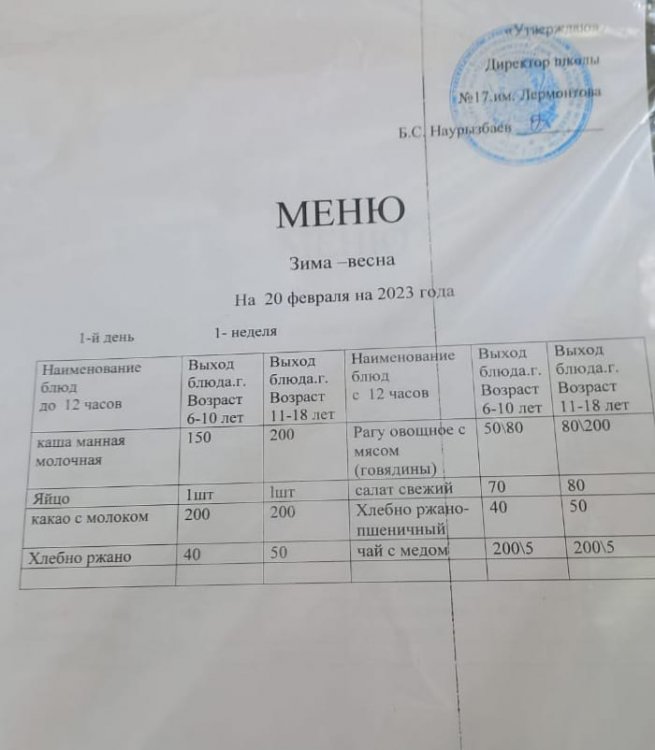 «Утверждаю»
Директор школы
№17.им. Лермонтова
Б.С. Наурызбаев
МЕНЮ
Зима –весна
На 20 февраля на 2023 года
1-й день 1- неделя
Наименование блюд до 12 часов Выход блюда.г. Возраст 6-10 лет Выход блюда.г. Возраст 11-18 лет Наименование блюд с 12 часов Выход блюда.г. Возраст 6-10 лет Выход блюда.г. Возраст 11-18 лет
каша манная молочная 150 200 Рагу овощное с мясом (говядины) 50\80 80\200
Яйцо 1шт 1шт салат свежий 70 80
какао с молоком 200 200 Хлебно ржано-пшеничный 40 50
Хлебно ржано 40 50 чай с медом 200\5 200\5